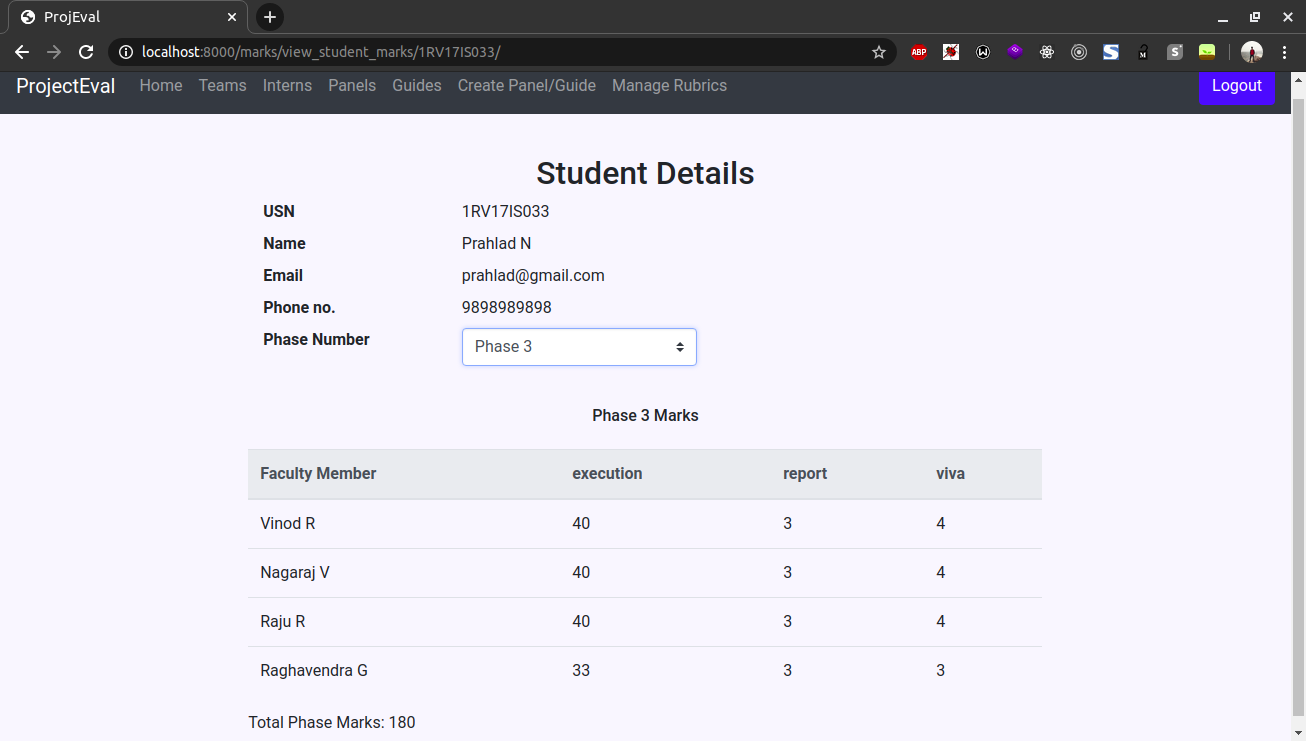 ProjEval
localhost:8000/marks/view_student_marks/1RV17IS033/
ABP
ProjectEval Home Teams Interns Panels Guides Create Panel/Guide Manage Rubrics Logout
Student Details
USN 1RV17IS033
Name Prahlad N
Email prahlad@gmail.com
Phone no. 9898989898
Phase Number Phase 3
Phase 3 Marks
Faculty Member execution report viva
Vinod R 40 3 4
Nagaraj V 40 3 4
Raju R 40 3 4
Raghavendra G 33 3 3
Total Phase Marks: 180